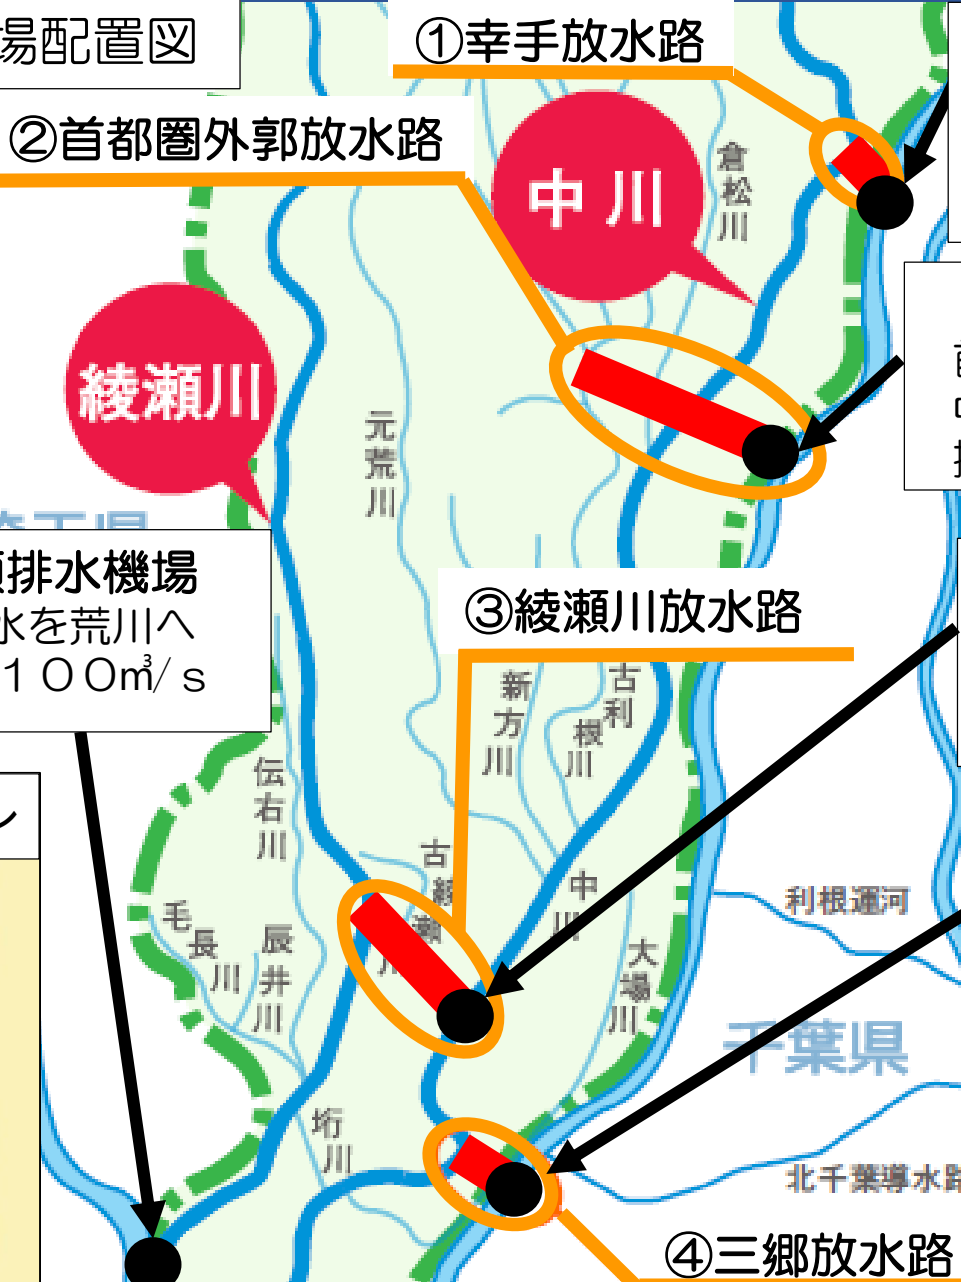 場配置図
①幸手放水路
②首都圏外郭放水路
倉松川
中川
綾瀬川
元荒川
排水機場
水を荒川へ
１００㎥/ｓ
③綾瀬川放水路
新方川
古利根川
伝右川
古綾瀬川
中川
毛長川
辰井川
大場川
利根運河
千葉県
垳川
北千葉導水路
④三郷放水路